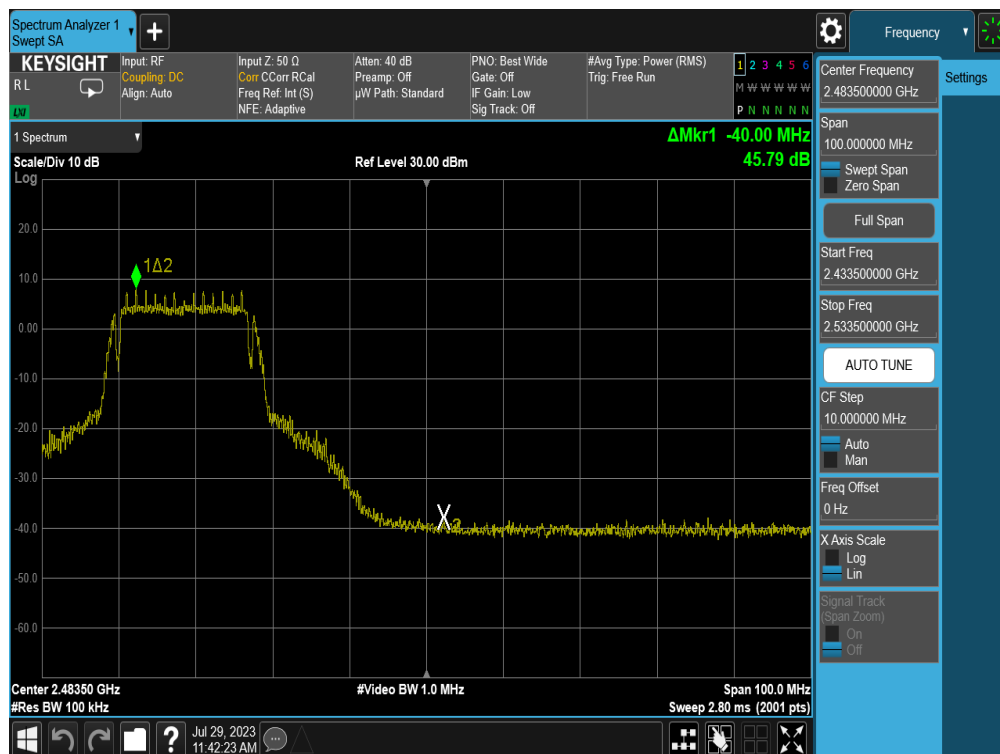 Spectrum Analyzer 1
Swept SA
+
Frequency
KEYSIGHT
R L
LXI
Input: RF
Coupling: DC
Align: Auto
Input Z: 50 Ω
Corr CCorr RCal
Freq Ref: Int (S)
NFE: Adaptive
Atten: 40 dB
Preamp: Off
µW Path: Standard
PNO: Best Wide
Gate: Off
IF Gain: Low
Sig Track: Off
#Avg Type: Power (RMS)
Trig: Free Run
1 2 3 4 5 6
M W W W W W
P N N N N N
1 Spectrum
Scale/Div 10 dB
Log
Ref Level 30.00 dBm
ΔMkr1 -40.00 MHz
45.79 dB
20.0
10.0
0.00
-10.0
-20.0
-30.0
-40.0
-50.0
-60.0
1Δ2
X2
Center 2.48350 GHz
#Res BW 100 kHz
#Video BW 1.0 MHz
Span 100.0 MHz
Sweep 2.80 ms (2001 pts)
Center Frequency
2.483500000 GHz
Settings
Span
100.000000 MHz
Swept Span
Zero Span
Full Span
Start Freq
2.433500000 GHz
Stop Freq
2.533500000 GHz
AUTO TUNE
CF Step
10.000000 MHz
Auto
Man
Freq Offset
0 Hz
X Axis Scale
Log
Lin
Signal Track
(Span Zoom)
On
Off
?
Jul 29, 2023
11:42:23 AM